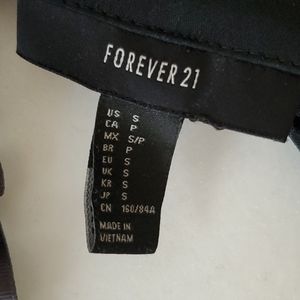 FOREVER 21
US S
CA P
MX S/P
BR P
EU S
UK S
KR S
JP S
CN 160/84A
MADE IN
VIETNAM